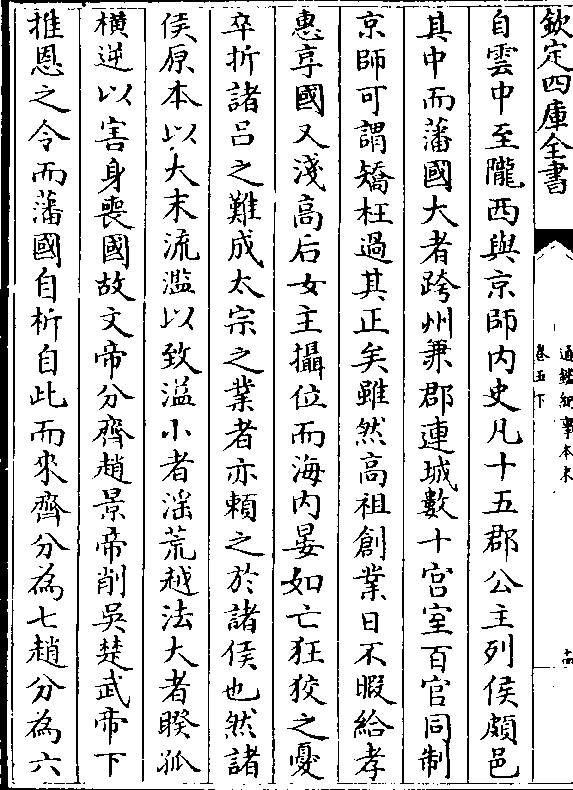 欽定四庫全書
通鑑紀事本末
卷五下
十四
自雲中至隴西與京師内史凡十五郡公主列侯頗邑
其中而藩國大者跨州兼郡連城數十宫室百官同制
京師可謂矯枉過其正矣雖然高祖創業日不暇給孝
惠享國又淺高后女主攝位而海内晏如亡狂狡之憂
卒折諸吕之難成太宗之業者亦頼之於諸侯也然諸
侯原本以大末流濫以致溢小者滛荒越法大者睽孤
横逆以害身喪國故文帝分齊趙景帝削吳楚武帝下
推恩之令而藩國自析自此而來齊分為七趙分為六